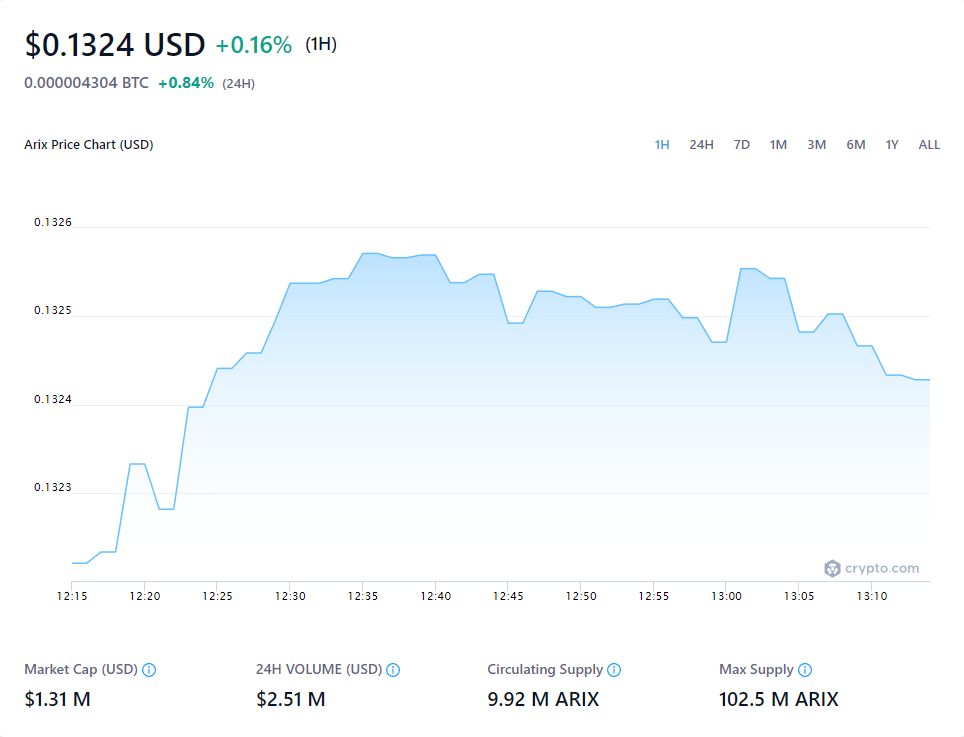 $0.1324 USD +0.16% (1H)
0.000004304 BTC +0.84% (24H)
Arix Price Chart (USD) 1H 24H 7D 1M 3M 6M 1Y ALL
0.1326
0.1325
0.1324
0.1323
crypto.com
12:15 12:20 12:25 12:30 12:35 12:40 12:45 12:50 12:55 13:00 13:05 13:10
Market Cap (USD) 24H VOLUME (USD) Circulating Supply Max Supply
$1.31 M $2.51 M 9.92 M ARIX 102.5 M ARIX